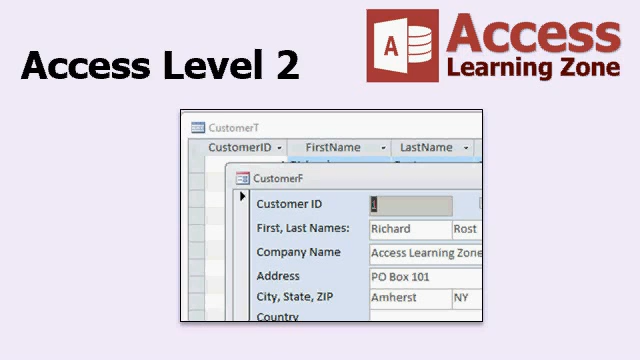 Access Level 2
A
Access
Learning Zone
CustomerT
CustomerID FirstName LastName
CustomerF
Customer ID 1
First, Last Names: Richard Rost
Company Name Access Learning Zone
Address PO Box 101
City, State, ZIP Amherst NY
Country